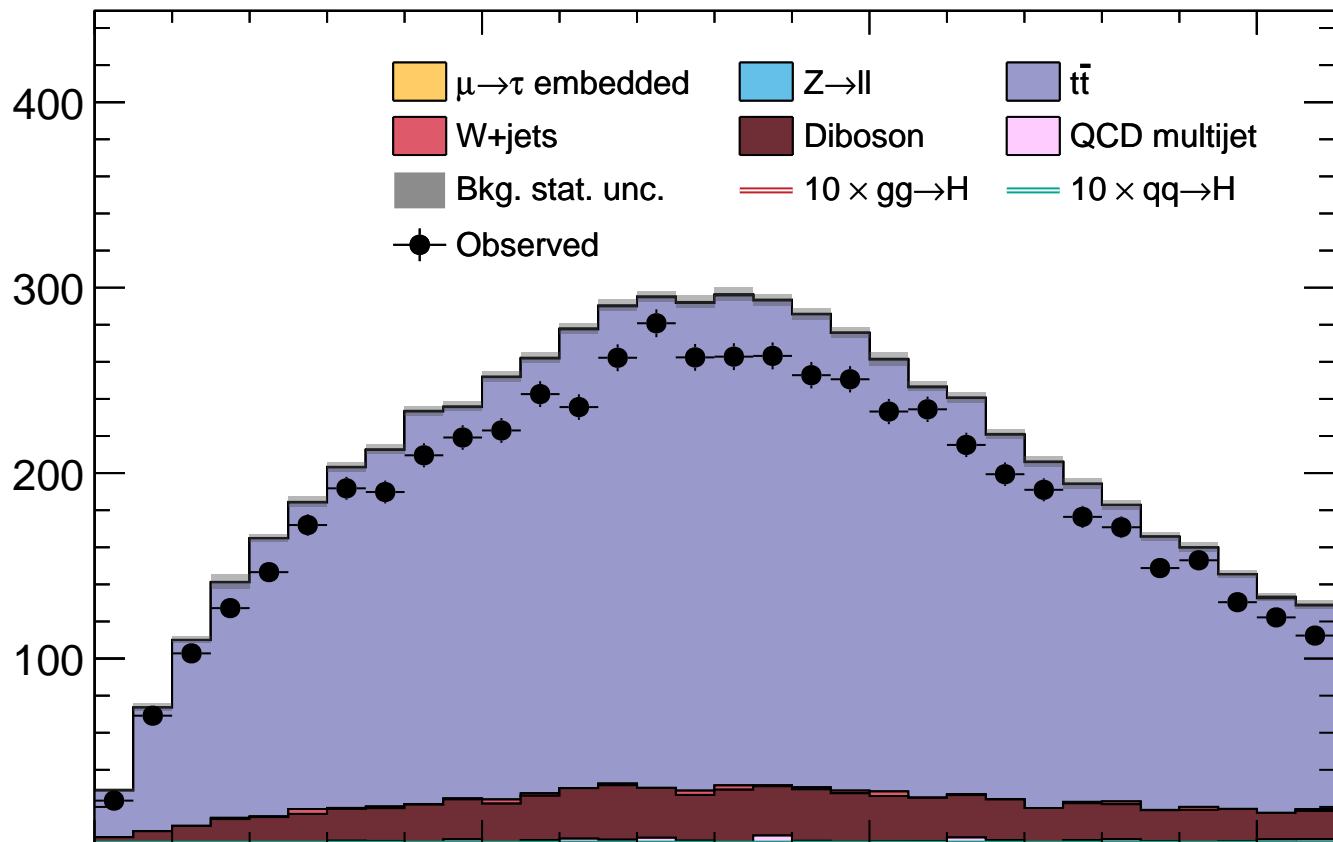 400
μ→τ embedded Z→ll tt̄
W+jets Diboson QCD multijet
Bkg. stat. unc. 10 × gg→H 10 × qq→H
Observed
300
200
100